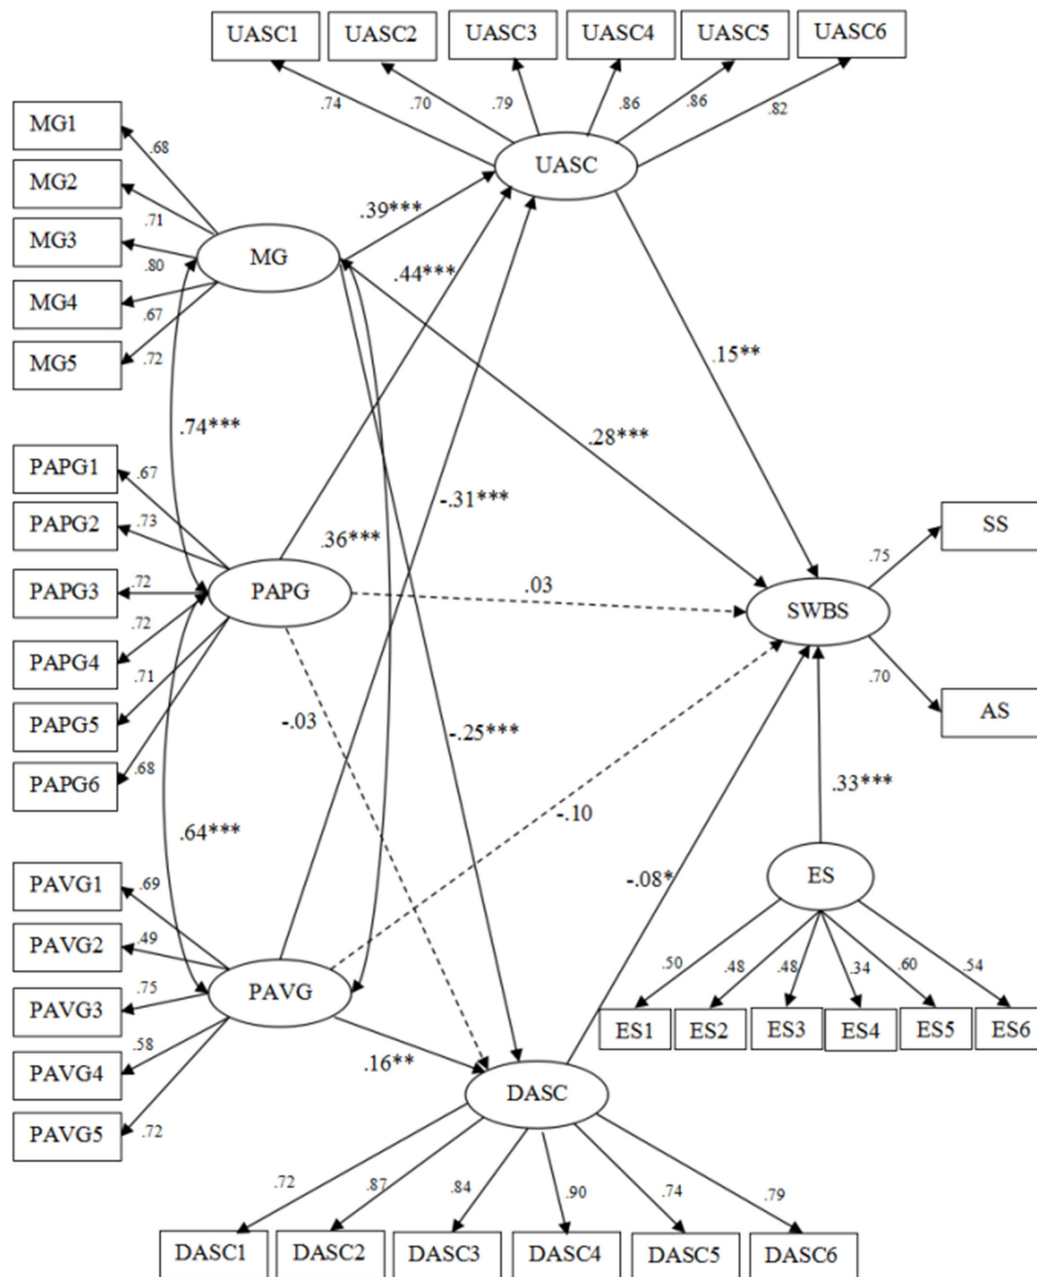 UASC1 UASC2 UASC3 UASC4 UASC5 UASC6
.74 .70 .79 .86 .86 .82
MG1
.68
MG2
.71
MG3
.80
MG4
.67
MG5
.72
UASC
MG
.39***
.44***
.15**
.28***
.74***
PAPG1
.67
PAPG2
.73
PAPG3
.72
PAPG4
.72
PAPG5
.71
PAPG6
.68
-.31***
.36***
PAPG
.03
SWBS
.75
SS
.70
AS
-.03
-.25***
.33***
-.10
.64***
-.08*
PAVG1
.69
PAVG2
.49
PAVG3
.75
PAVG4
.58
PAVG5
.72
PAVG
.16**
ES
.50 .48 .48 .34 .60 .54
ES1 ES2 ES3 ES4 ES5 ES6
DASC
.72 .87 .84 .90 .74 .79
DASC1 DASC2 DASC3 DASC4 DASC5 DASC6